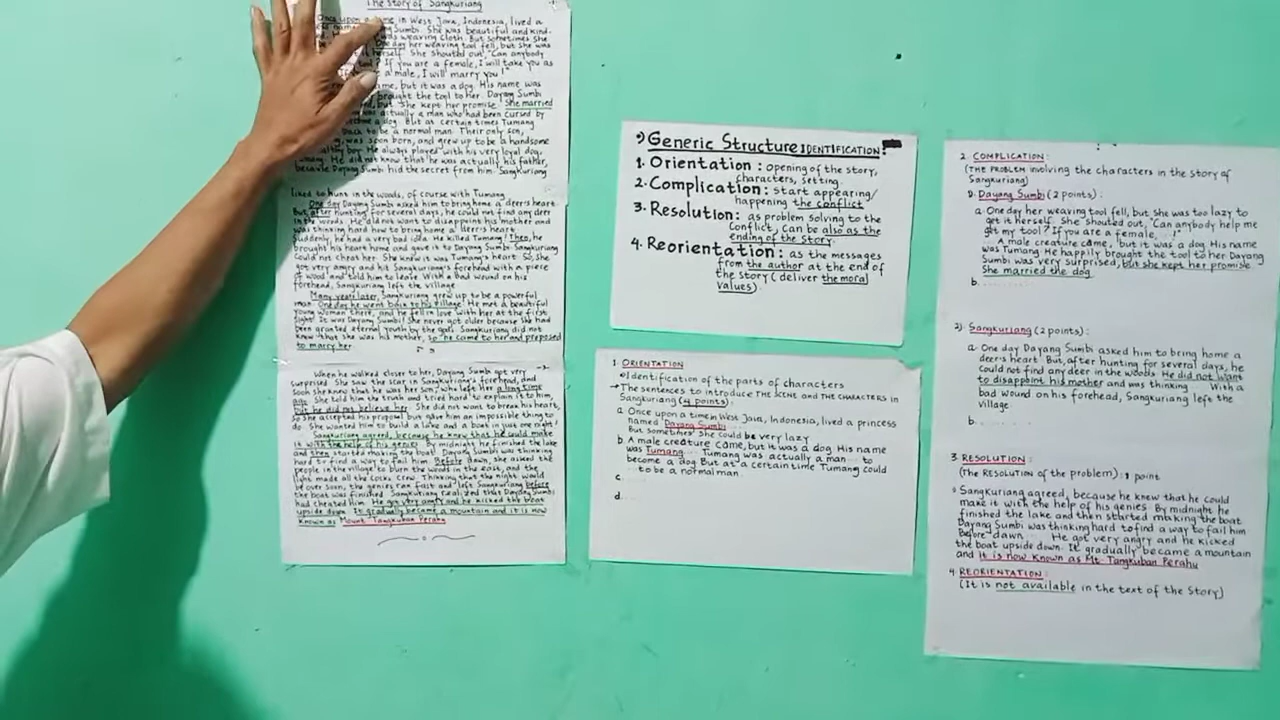 The Story of Sangkuriang
Once upon a time in West Java, Indonesia, lived a
Sumbi. She was beautiful and kind-
was weaving cloth. But sometimes she
day her weaving tool fell, but she was
herself. She shouted out, "Can anybody
tool? If you are a female, I will take you as
a male, I will marry you!"
came, but it was a dog. His name was
brought the tool to her. Dayang Sumbi
but she kept her promise. She married
was actually a man who had been cursed by
become a dog. But at certain times Tumang
back to be a normal man. Their only son,
was soon born, and grew up to be a handsome
healthy boy. He always played with his very loyal dog,
Tumang. He did not know that he was actually his father,
because Dayang Sumbi hid the secret from him. Sangkuriang
liked to hunt in the woods, of course with Tumang.
One day Dayang Sumbi asked him to bring home a deer's heart.
But after hunting for several days, he could not find any deer
in the woods. He did not want to disappoint his mother and
was thinking hard how to bring home a deer's heart.
Suddenly, he had a very bad idea. He killed Tumang! Then, he
brought his heart home and gave it to Dayang Sumbi. Sangkuriang
could not cheat her. She knew it was Tumang's heart. So, she
got very angry and hit Sangkuriang's forehead with a piece
of wood and told him to leave. With a bad wound on his
forehead, Sangkuriang left the village.
Many years later, Sangkuriang grew up to be a powerful
man. One day he went back to his village. He met a beautiful
young woman there, and he fell in love with her at the first
sight! It was Dayang Sumbi! She never got older because she had
been granted eternal youth by the gods. Sangkuriang did not
know that she was his mother, so he came to her and proposed
to marry her
When he walked closer to her, Dayang Sumbi got very
surprised. She saw the scar in Sangkuriang's forehead, and
soon she knew that he was her son, who left her a long time
ago. She told him the truth and tried hard to explain it to him,
but he did not believe her. She did not want to break his heart,
so she accepted his proposal but gave him an impossible thing to
do. She wanted him to build a lake and a boat in just one night!
Sangkuriang agreed, because he knew that he could make
it with the help of his genies. By midnight he finished the lake
and then started making the boat. Dayang Sumbi was thinking
hard to find a way to fail him. Before dawn, she asked the
people in the village to burn the woods in the east, and the
light made all the cocks crew. Thinking that the night would
be over soon, the genies ran fast and left Sangkuriang before
the boat was finished. Sangkuriang realized that Dayang Sumbi
had cheated him. He got very angry and he kicked the boat
upside down. It gradually became a mountain and it is now
known as Mount Tangkuban Perahu
•) Generic Structure IDENTIFICATION:
1. Orientation : opening of the story,
characters, setting.
2. Complication : start appearing/
happening the conflict
3. Resolution : as problem solving to the
conflict, can be also as the
ending of the story.
4. Reorientation : as the messages
from the author at the end of
the story (deliver the moral
values).
1. ORIENTATION
•Identification of the parts of characters
→ The sentences to introduce THE SCENE AND THE CHARACTERS in
Sangkuriang (4 points):
a. Once upon a time in West Java, Indonesia, lived a princess
named Dayang Sumbi ....
But sometimes she could be very lazy
b. A male creature came, but it was a dog. His name
was Tumang. Tumang was actually a man ... to
become a dog. But at a certain time Tumang could
... to be a normal man.
c.
d.
2. COMPLICATION :
(THE PROBLEM involving the characters in the story of
Sangkuriang)
1). Dayang Sumbi (2 points) :
a. One day her weaving tool fell, but she was too lazy to
get it herself. She shouted out, "Can anybody help me
get my tool? If you are a female, ...!"
A male creature came, but it was a dog. His name
was Tumang. He happily brought the tool to her. Dayang
Sumbi was very surprised, but she kept her promise.
She married the dog.
b. ..........
2) Sangkuriang (2 points) :
a. One day Dayang Sumbi asked him to bring home a
deer's heart. But after hunting for several days, he
could not find any deer in the woods. He did not want
to disappoint his mother and was thinking .... With a
bad wound on his forehead, Sangkuriang left the
village.
b. ..........
3. RESOLUTION :
(The RESOLUTION of the problem) : 1 point
Sangkuriang agreed, because he knew that he could
make it with the help of his genies. By midnight he
finished the lake and then started making the boat.
Dayang Sumbi was thinking hard to find a way to fail him
Before dawn .... He got very angry and he kicked
the boat upside down. It gradually became a mountain
and it is now known as Mt. Tangkuban Perahu
4. REORIENTATION :
(It is not available in the text of the story)